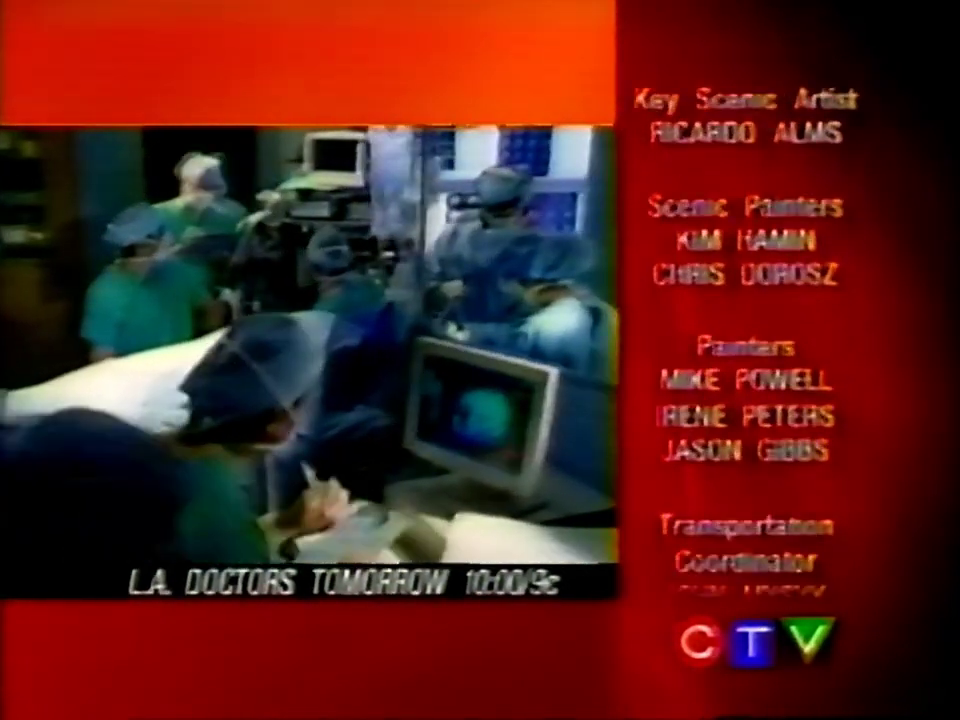 Key Scenic Artist
RICARDO ALMS
Scenic Painters
KIM HAMIN
CHRIS DOROSZ
Painters
MIKE POWELL
IRENE PETERS
JASON GIBBS
Transportation
Coordinator
L.A. DOCTORS TOMORROW 10:00/9c
CTV